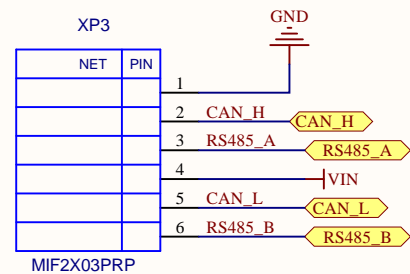 GND
XP3
NET PIN
1
2 CAN_H CAN_H
3 RS485_A RS485_A
4 VIN
5 CAN_L CAN_L
6 RS485_B RS485_B
MIF2X03PRP